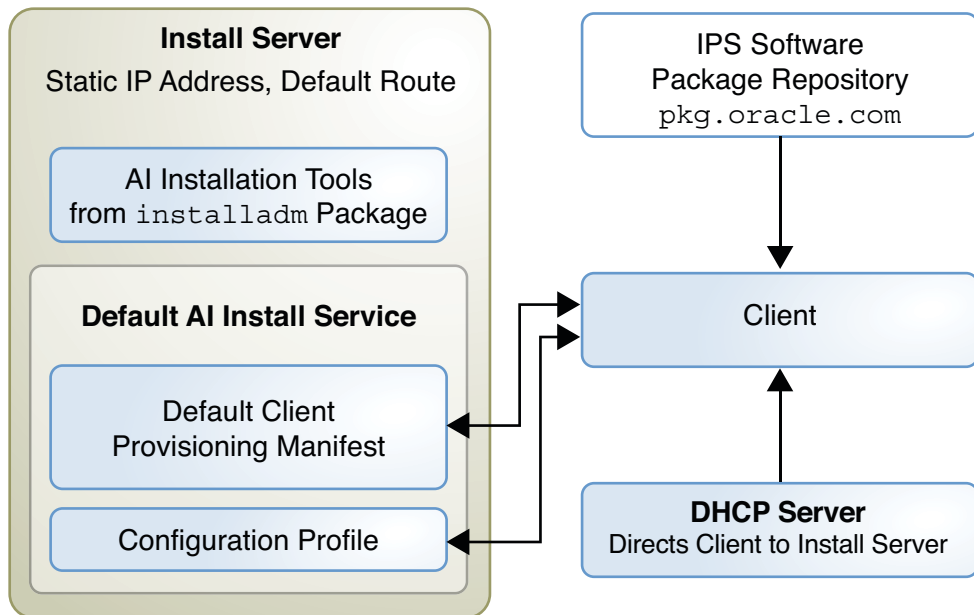 Install Server
Static IP Address, Default Route
AI Installation Tools
from installadm Package
Default AI Install Service
Default Client
Provisioning Manifest
Configuration Profile
IPS Software
Package Repository
pkg.oracle.com
Client
DHCP Server
Directs Client to Install Server